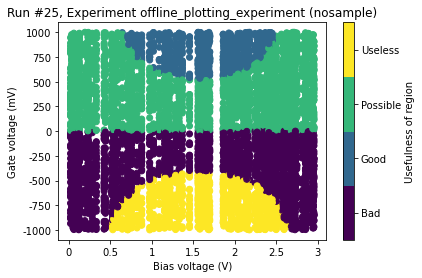 Run #25, Experiment offline_plotting_experiment (nosample)
1000
750
500
250
0
-250
-500
-750
-1000
Gate voltage (mV)
0 0.5 1 1.5 2 2.5 3
Bias voltage (V)
Useless
Possible
Good
Bad
Usefulness of region